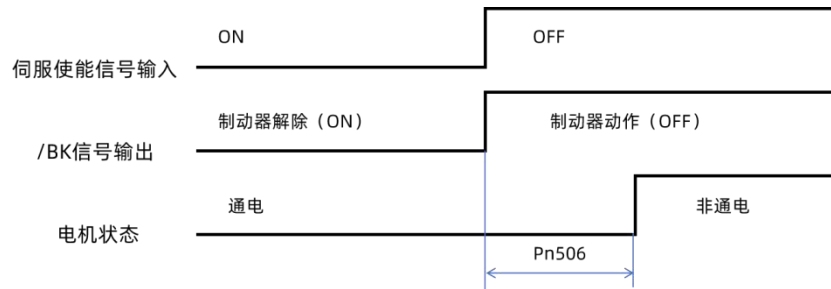 ON
OFF
伺服使能信号输入
制动器解除（ON）
制动器动作（OFF）
/BK信号输出
通电
非通电
电机状态
Pn506